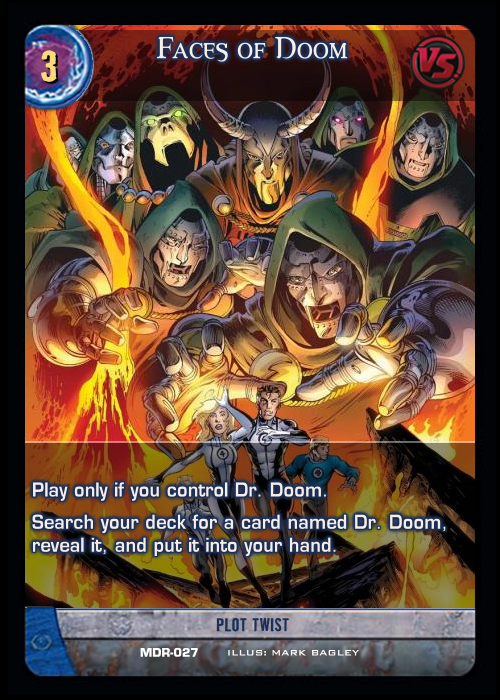 3
FACES OF DOOM
VS
Play only if you control Dr. Doom.
Search your deck for a card named Dr. Doom,
reveal it, and put it into your hand.
PLOT TWIST
MDR-027 ILLUS: MARK BAGLEY